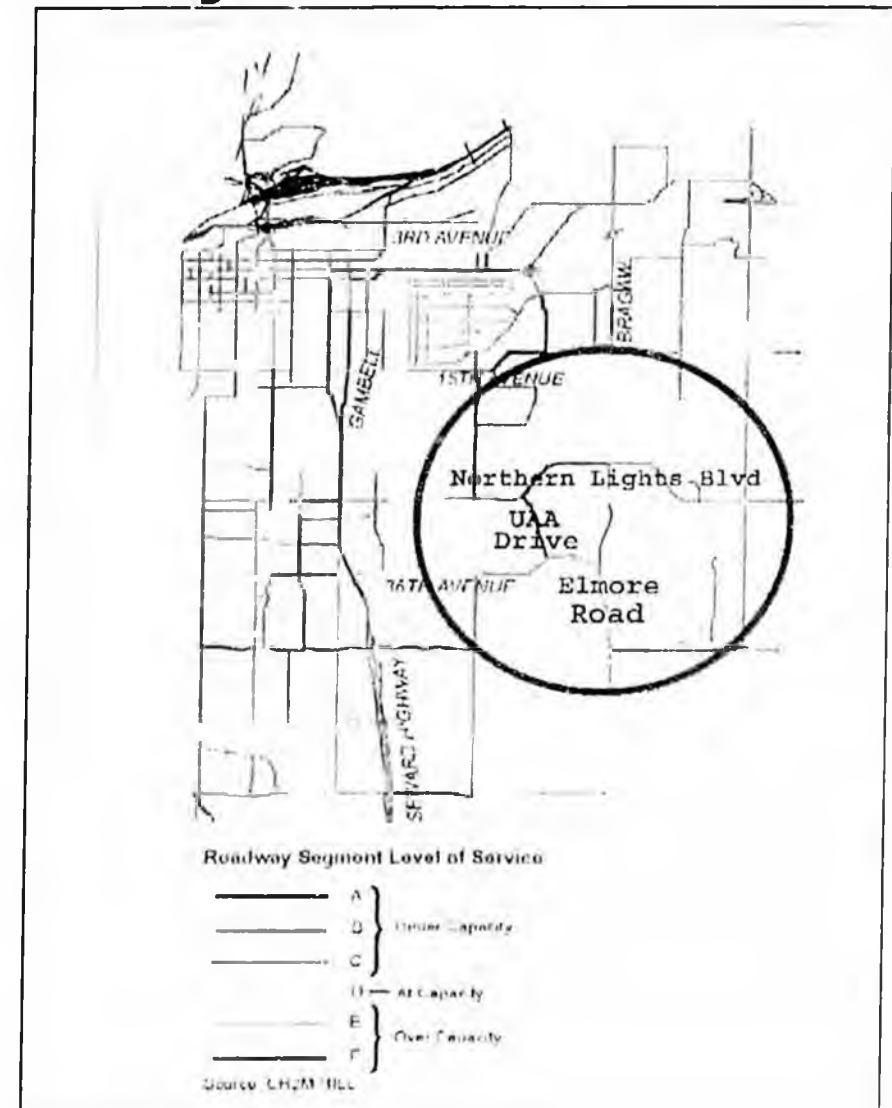 3RD AVENUE
BRAGAW
GAMBELL
15TH AVENUE
Northern Lights Blvd
UAA
Drive
36TH AVENUE
Elmore
Road
SEWARD HIGHWAY
Roadway Segment Level of Service
A
B
Under Capacity
C
D — At Capacity
E
Over Capacity
F
Source: CH2M HILL